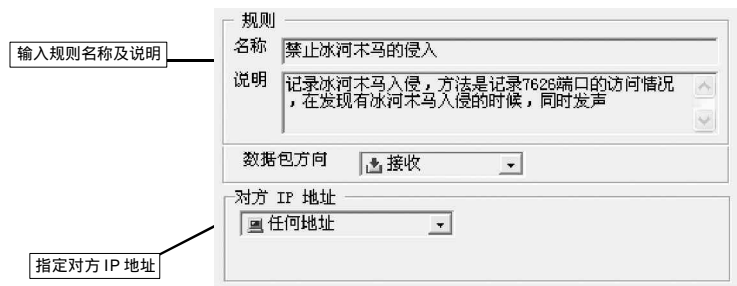 规则
输入规则名称及说明
名称
禁止冰河木马的侵入
说明
记录冰河木马入侵，方法是记录7626端口的访问情况
，在发现有冰河木马入侵的时候，同时发声
数据包方向
接收
对方 IP 地址
任何地址
指定对方 IP 地址